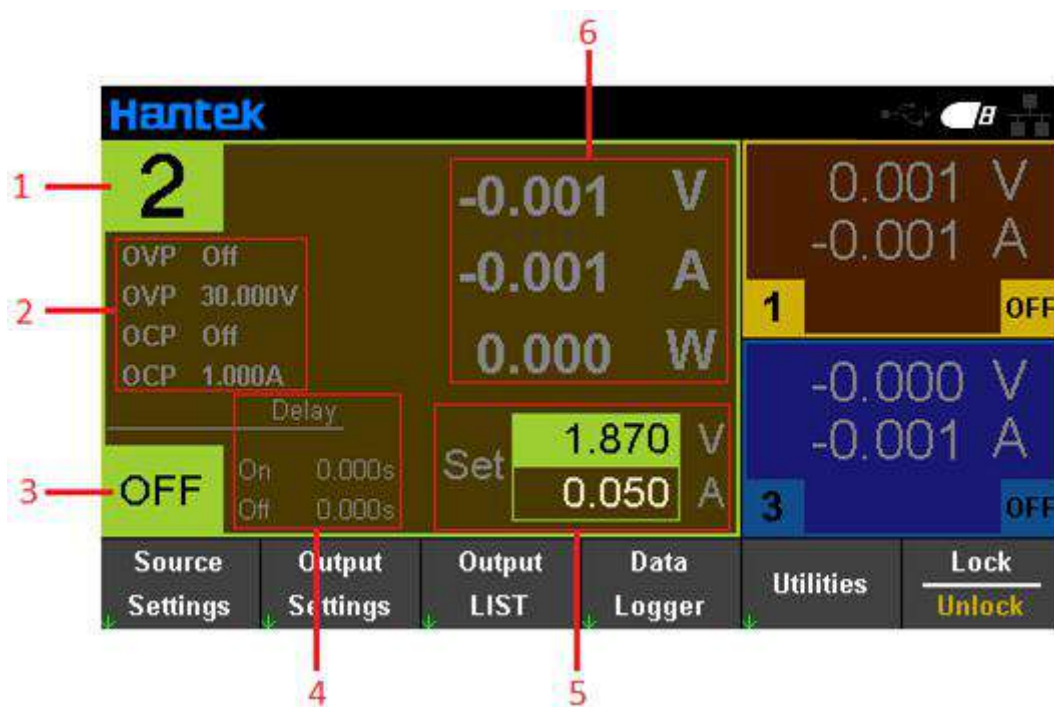 6
Hantek
1
2
-0.001 V
-0.001 A
0.000 W
2
OVP Off
OVP 30.000V
OCP Off
OCP 1.000A
Delay
On 0.000s
Off 0.000s
3
OFF
Set
1.870 V
0.050 A
0.001 V
-0.001 A
1
OFF
-0.000 V
-0.001 A
3
OFF
Source Settings
Output Settings
Output LIST
Data Logger
Utilities
Lock
Unlock
4
5